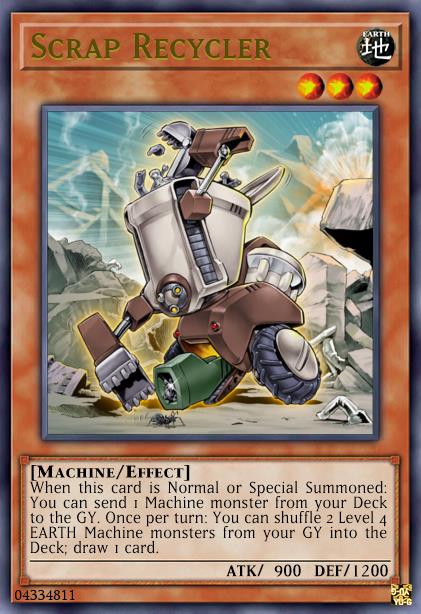 Scrap Recycler
EARTH
地
[Machine/Effect]
When this card is Normal or Special Summoned:
You can send 1 Machine monster from your Deck
to the GY. Once per turn: You can shuffle 2 Level 4
EARTH Machine monsters from your GY into the
Deck; draw 1 card.
ATK/ 900 DEF/1200
04334811